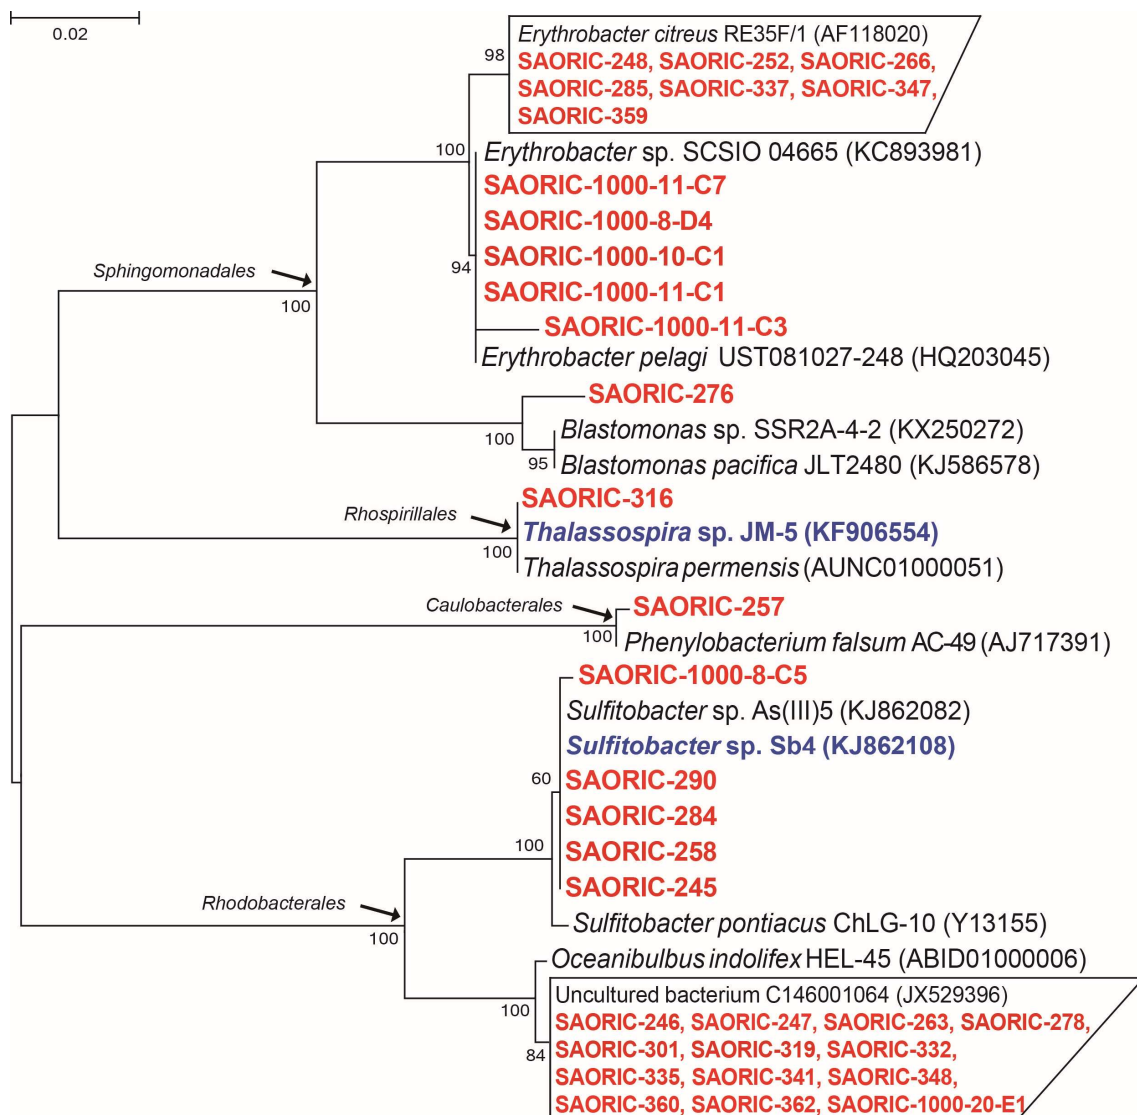 0.02
98
Erythrobacter citreus RE35F/1 (AF118020)
SAORIC-248, SAORIC-252, SAORIC-266,
SAORIC-285, SAORIC-337, SAORIC-347,
SAORIC-359
100
Erythrobacter sp. SCSIO 04665 (KC893981)
SAORIC-1000-11-C7
SAORIC-1000-8-D4
SAORIC-1000-10-C1
94
SAORIC-1000-11-C1
Sphingomonadales
100
SAORIC-1000-11-C3
Erythrobacter pelagi UST081027-248 (HQ203045)
SAORIC-276
100
Blastomonas sp. SSR2A-4-2 (KX250272)
95
Blastomonas pacifica JLT2480 (KJ586578)
SAORIC-316
Rhospirillales
Thalassospira sp. JM-5 (KF906554)
100
Thalassospira permensis (AUNC01000051)
Caulobacterales
SAORIC-257
100
Phenylobacterium falsum AC-49 (AJ717391)
SAORIC-1000-8-C5
Sulfitobacter sp. As(III)5 (KJ862082)
Sulfitobacter sp. Sb4 (KJ862108)
60
SAORIC-290
SAORIC-284
100
SAORIC-258
SAORIC-245
Rhodobacterales
100
Sulfitobacter pontiacus ChLG-10 (Y13155)
Oceanibulbus indolifex HEL-45 (ABID01000006)
100
Uncultured bacterium C146001064 (JX529396)
SAORIC-246, SAORIC-247, SAORIC-263, SAORIC-278,
84
SAORIC-301, SAORIC-319, SAORIC-332,
SAORIC-335, SAORIC-341, SAORIC-348,
SAORIC-360, SAORIC-362, SAORIC-1000-20-E1